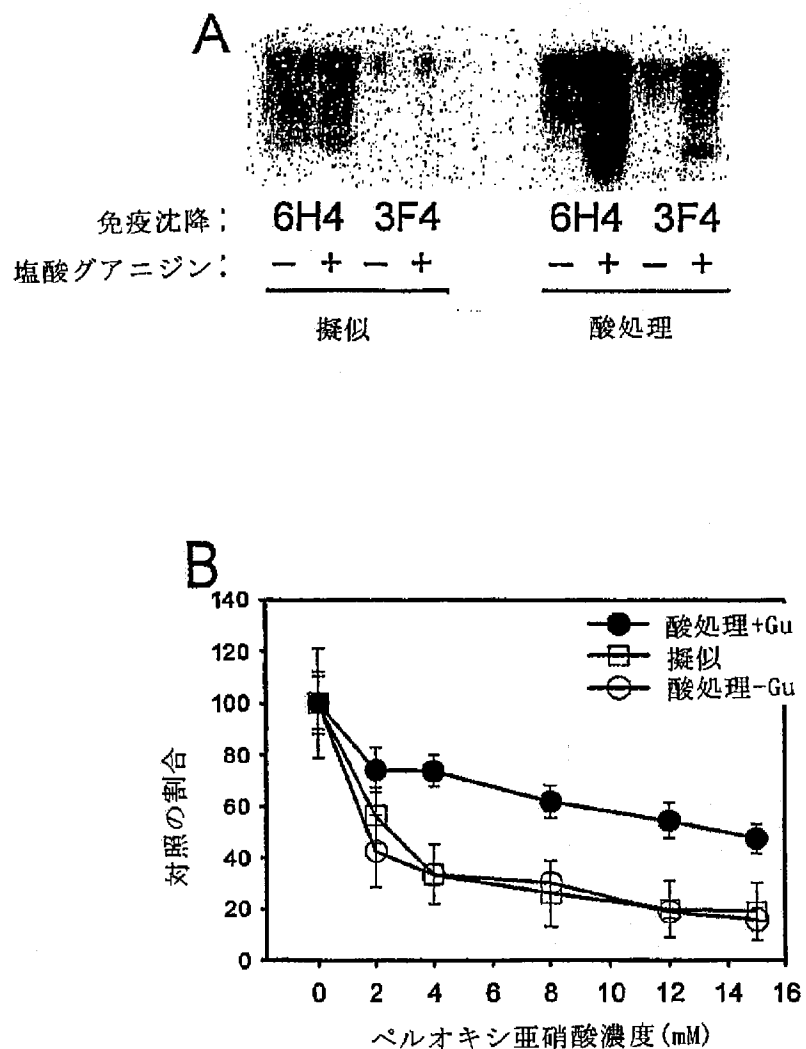 A
免疫沈降: 6H4 3F4 6H4 3F4
塩酸グアニジン: − + − + − + − +
擬似 酸処理
B
酸処理+Gu
擬似
酸処理-Gu
対照の割合
140
120
100
80
60
40
20
0
0 2 4 6 8 10 12 14 16
ペルオキシ亜硝酸濃度(mM)